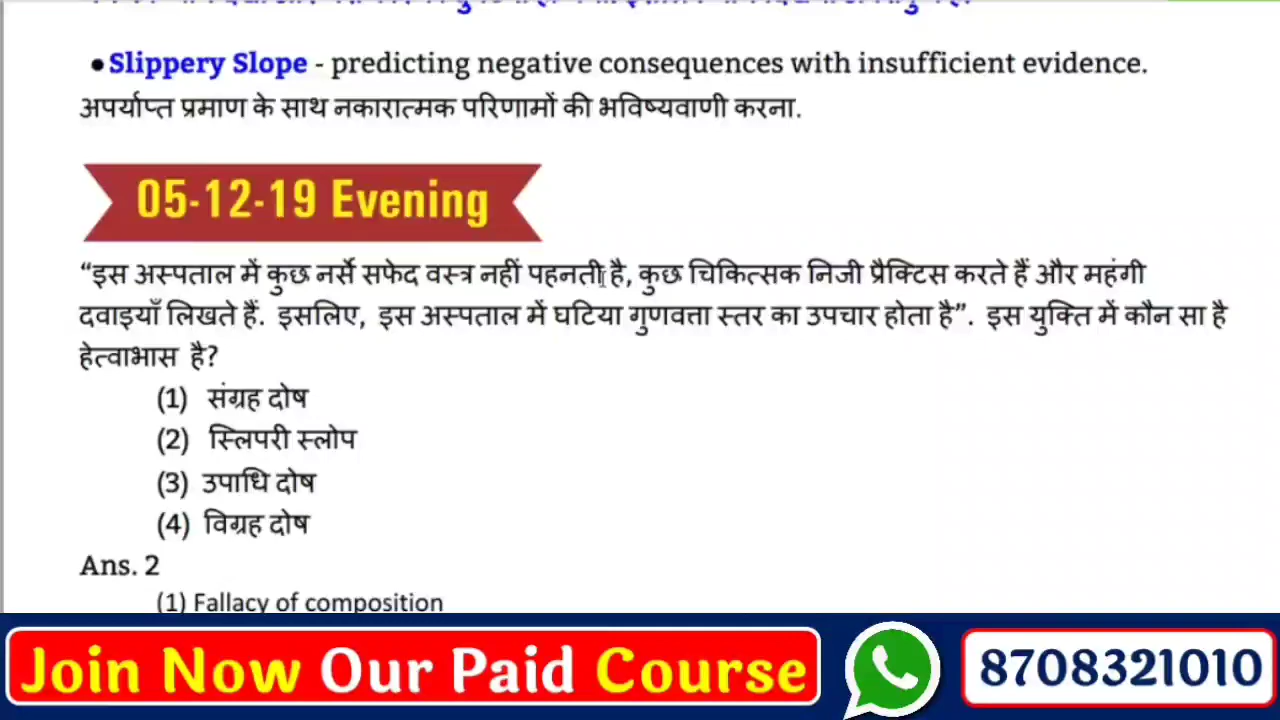 ●Slippery Slope - predicting negative consequences with insufficient evidence.
अपर्याप्त प्रमाण के साथ नकारात्मक परिणामों की भविष्यवाणी करना.
05-12-19 Evening
“इस अस्पताल में कुछ नर्से सफेद वस्त्र नहीं पहनती है, कुछ चिकित्सक निजी प्रैक्टिस करते हैं और महंगी
दवाइयाँ लिखते हैं. इसलिए, इस अस्पताल में घटिया गुणवत्ता स्तर का उपचार होता है”. इस युक्ति में कौन सा है
हेत्वाभास है?
(1) संग्रह दोष
(2) स्लिपरी स्लोप
(3) उपाधि दोष
(4) विग्रह दोष
Ans. 2
(1) Fallacy of composition
Join Now Our Paid Course
8708321010